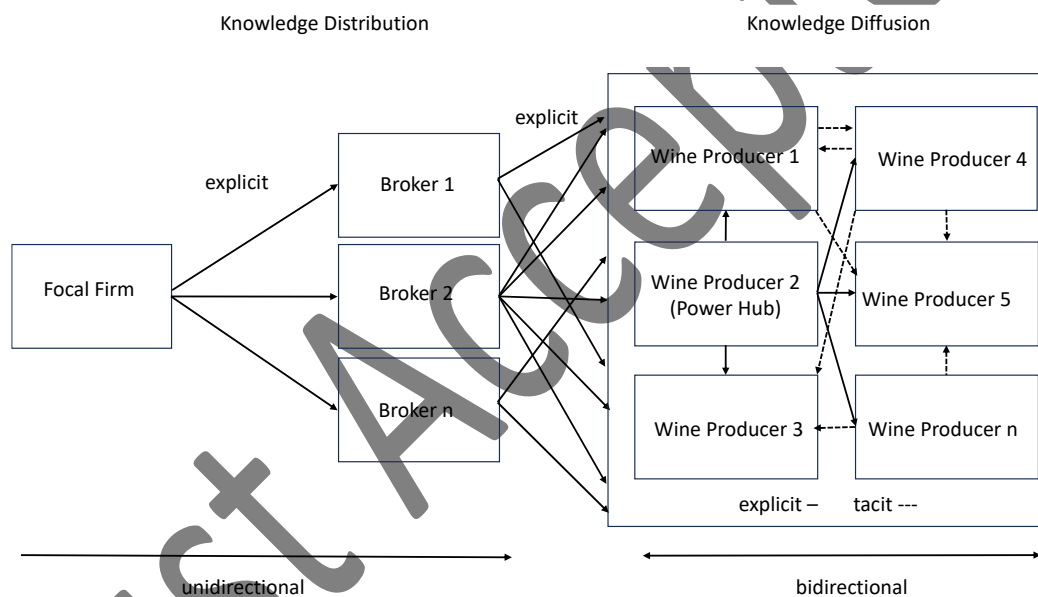 Knowledge Distribution
Knowledge Diffusion
explicit
explicit
Focal Firm
Broker 1
Broker 2
Broker n
Wine Producer 1
Wine Producer 4
Wine Producer 2
(Power Hub)
Wine Producer 5
Wine Producer 3
Wine Producer n
explicit – tacit ---
unidirectional
bidirectional